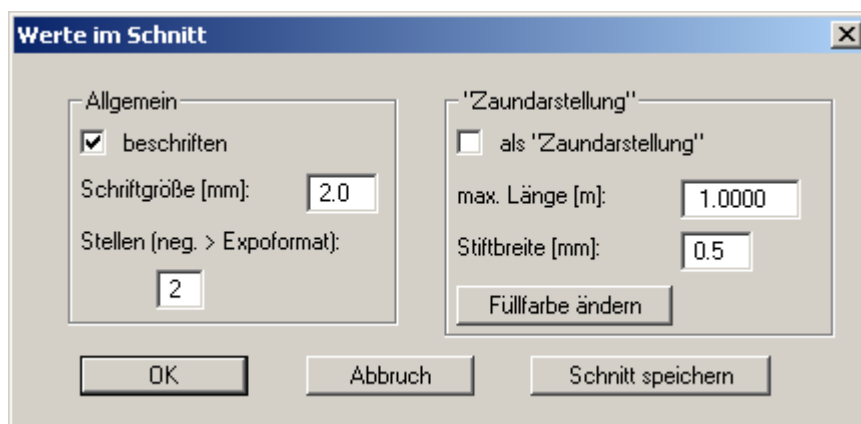 Werte im Schnitt
Allgemein
beschriften
Schriftgröße [mm]: 2.0
Stellen (neg. > Expoformat):
2
"Zaundarstellung"
als "Zaundarstellung"
max. Länge [m]: 1.0000
Stiftbreite [mm]: 0.5
Füllfarbe ändern
OK Abbruch Schnitt speichern